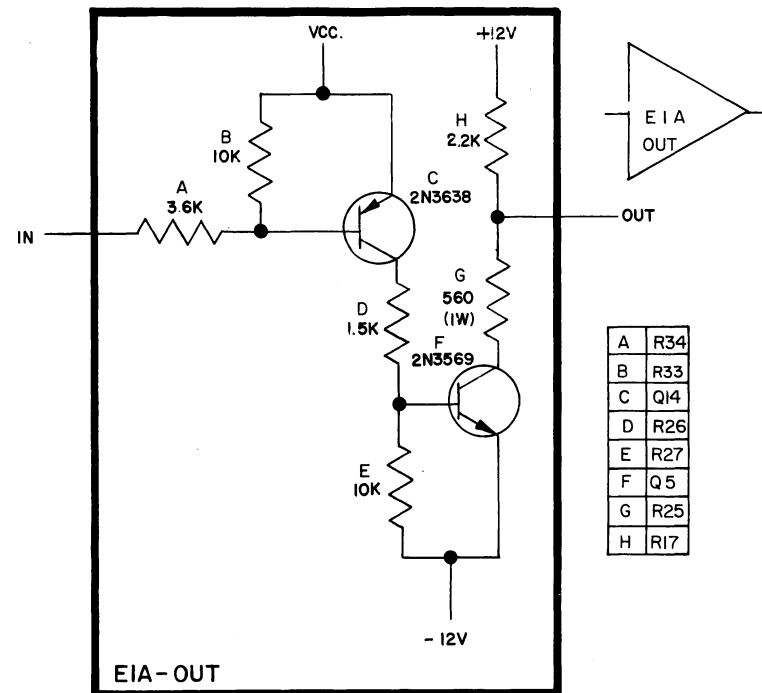 VCC.
+12V
B
10K
H
2.2K
EIA
OUT
A
3.6K
C
2N3638
IN
OUT
D
1.5K
G
560
(1W)
F
2N3569
E
10K
-12V
EIA-OUT
A R34
B R33
C Q14
D R26
E R27
F Q5
G R25
H R17